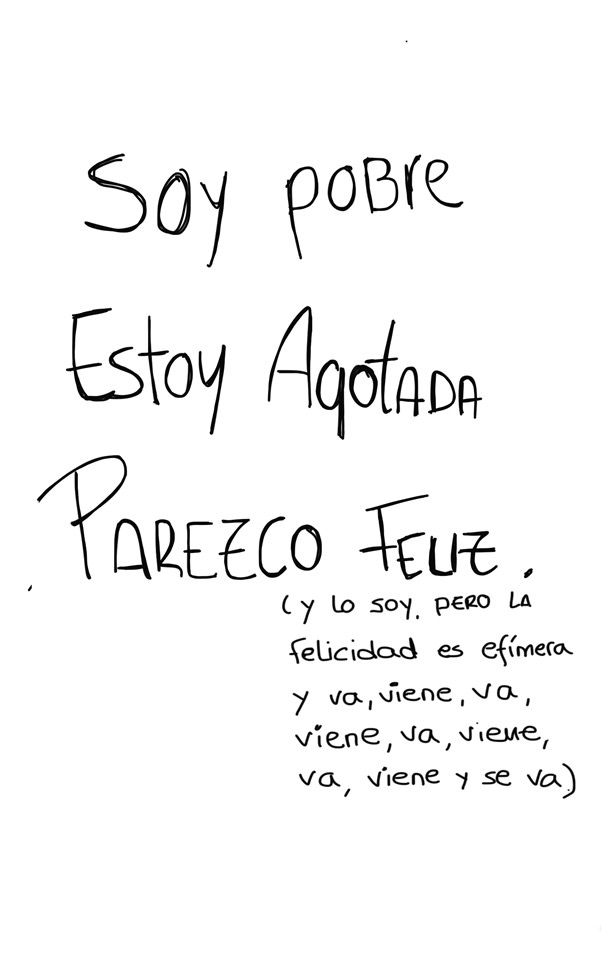 Soy poBre
Estoy AgotADA
PAREZCO FELIZ.
(y lo soy, PERO LA
felicidad es efímera
y va, viene, va,
viene, va, viene,
va, viene y se va)